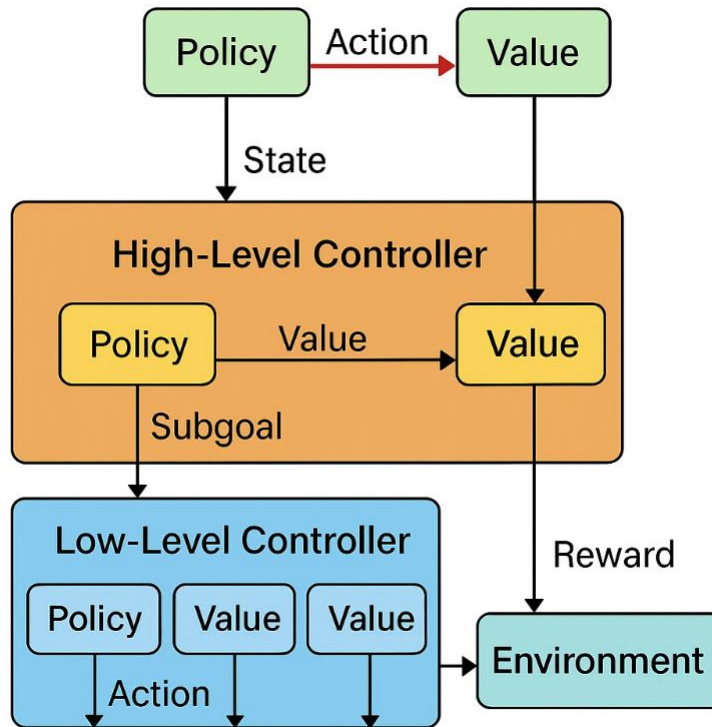 Policy
Action
Value
State
High-Level Controller
Policy
Value
Value
Subgoal
Low-Level Controller
Reward
Policy
Value
Value
Environment
Action